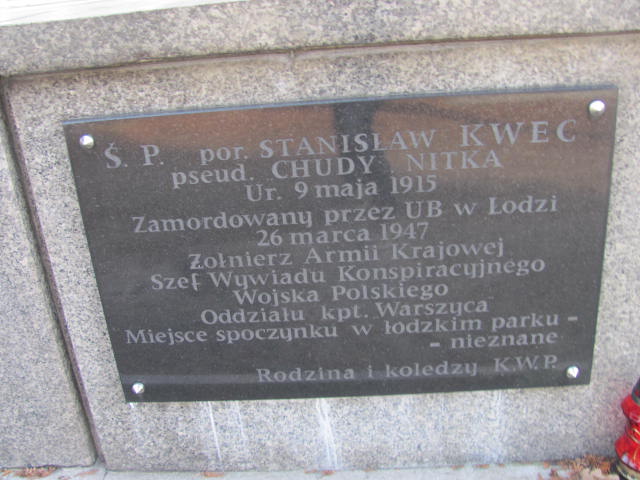 Ś. P. por. STANISŁAW KWEC
pseud. CHUDY NITKA
Ur. 9 maja 1915
Zamordowany przez UB w Łodzi
26 marca 1947
Żołnierz Armii Krajowej
Szef Wywiadu Konspiracyjnego
Wojska Polskiego
Oddziału kpt. Warszyca
Miejsce spoczynku w łodzkim parku -
- nieznane
Rodzina i koledzy K.W.P.